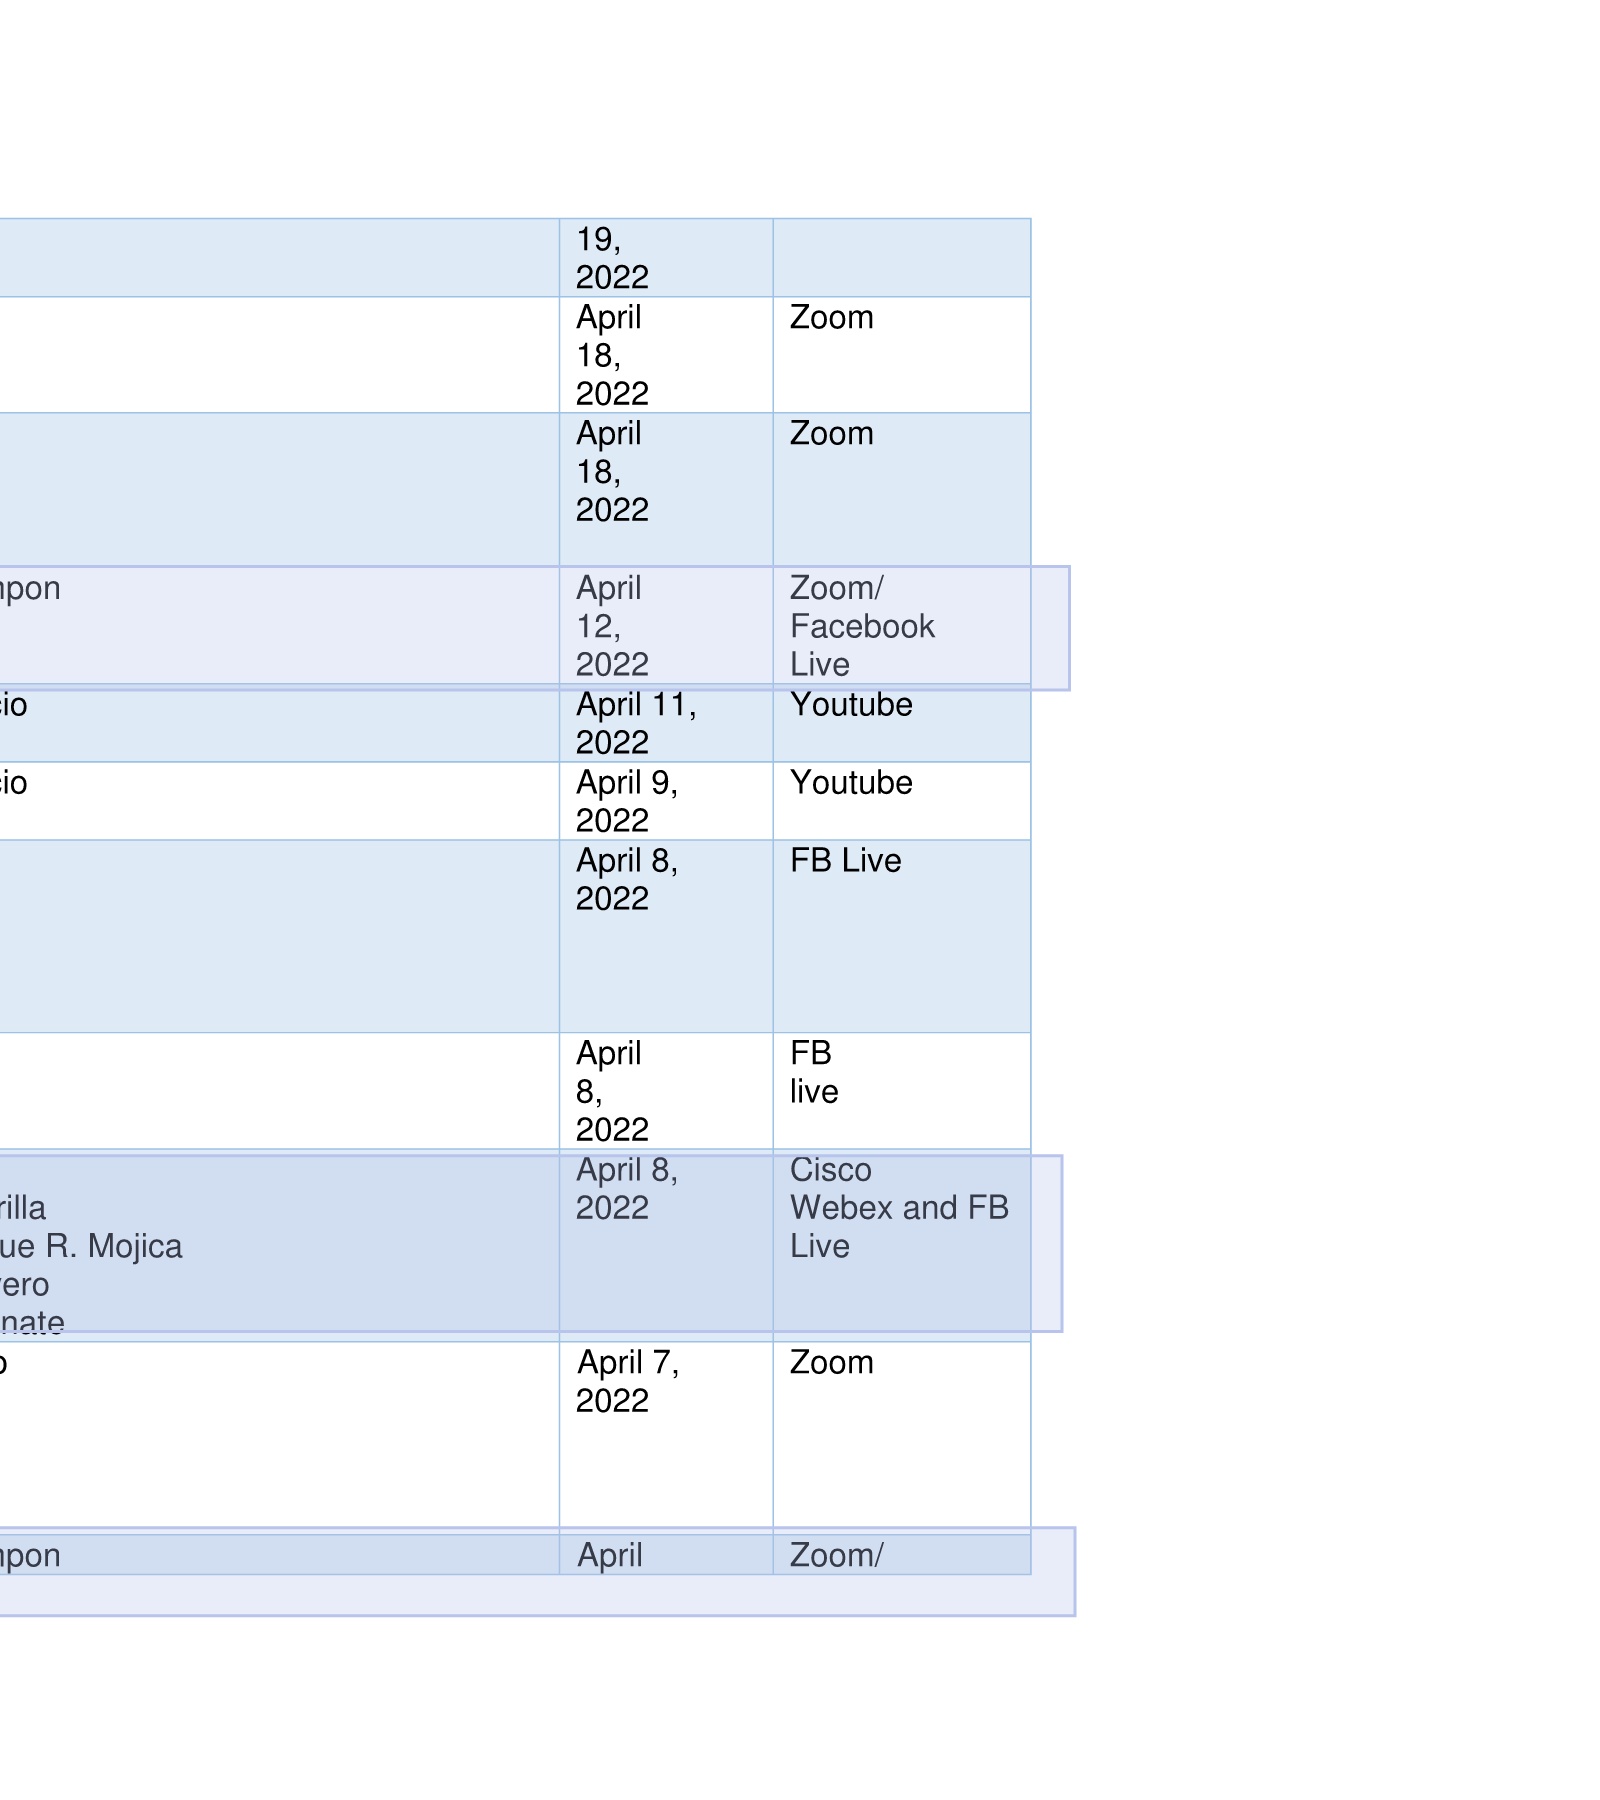 19,
2022
April
18,
2022
Zoom
April
18,
2022
Zoom
npon
April
12,
2022
Zoom/
Facebook
Live
cio
April 11,
2022
Youtube
cio
April 9,
2022
Youtube
April 8,
2022
FB Live
April
8,
2022
FB
live
rilla
ue R. Mojica
vero
nate
April 8,
2022
Cisco
Webex and FB
Live
o
April 7,
2022
Zoom
npon
April
Zoom/